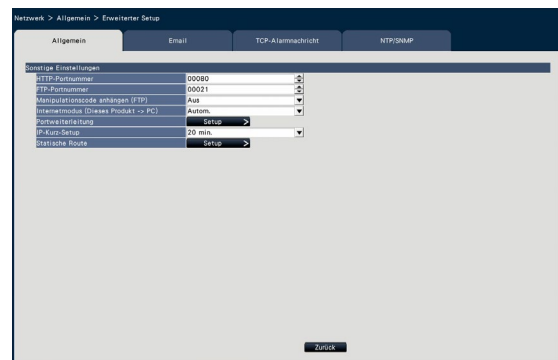 Netzwerk > Allgemein > Erweiterter Setup
Allgemein Email TCP-Alarmnachricht NTP/SNMP
Sonstige Einstellungen
HTTP-Portnummer 00080
FTP-Portnummer 00021
Manipulationscode anhängen (FTP) Aus
Internetmodus (Dieses Produkt -> PC) Autom.
Portweiterleitung Setup >
IP-Kurz-Setup 20 min.
Statische Route Setup >
Zurück